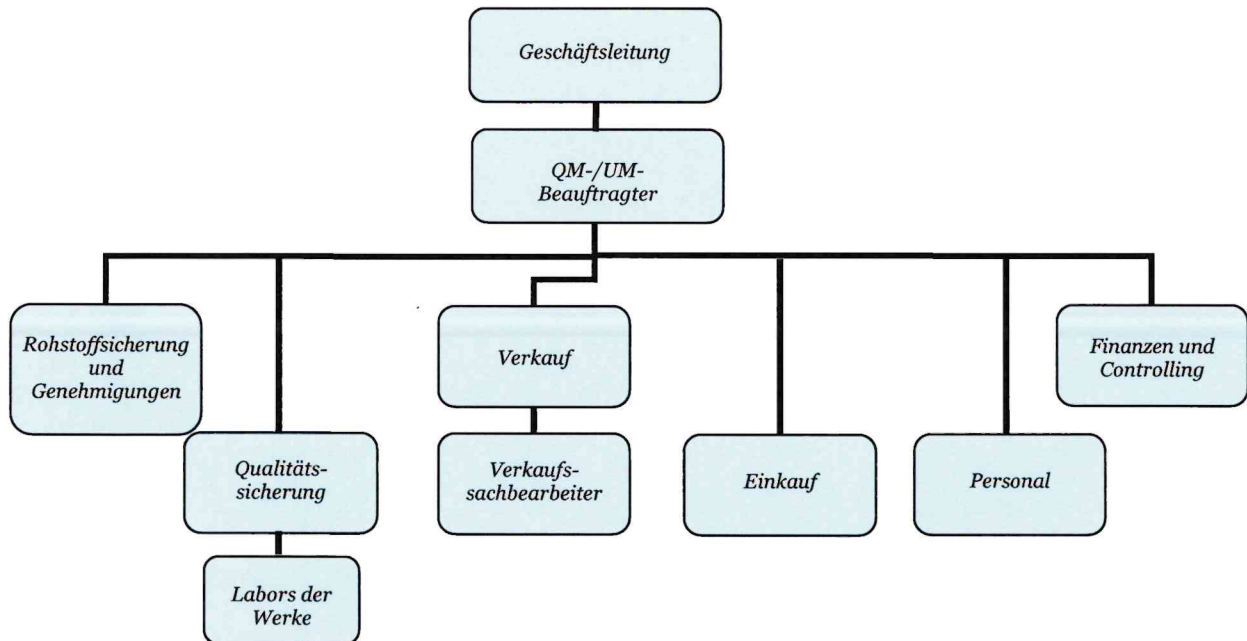 Geschäftsleitung
QM-/UM-
Beauftragter
Rohstoffsicherung
und
Genehmigungen
Verkauf
Finanzen und
Controlling
Qualitäts-
sicherung
Verkaufs-
sachbearbeiter
Einkauf
Personal
Labors der
Werke